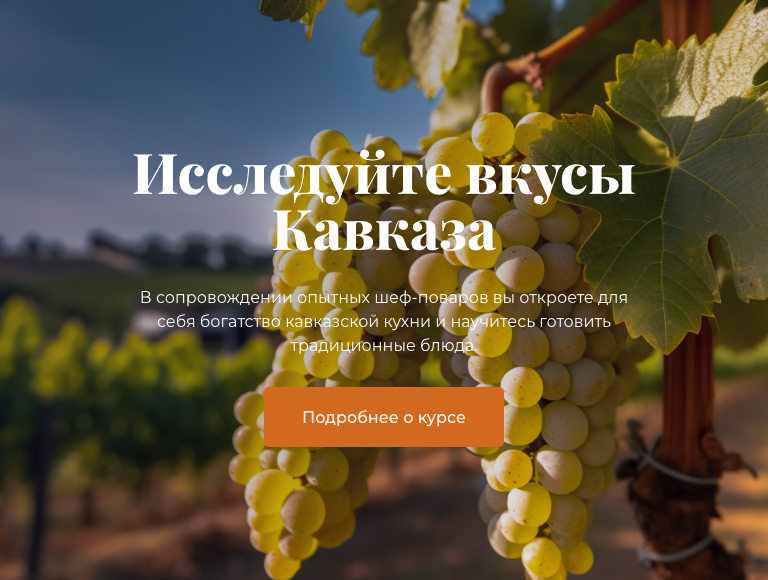 Исследуйте вкусы
Кавказа
В сопровождении опытных шеф-поваров вы откроете для
себя богатство кавказской кухни и научитесь готовить
традиционные блюда.
Подробнее о курсе